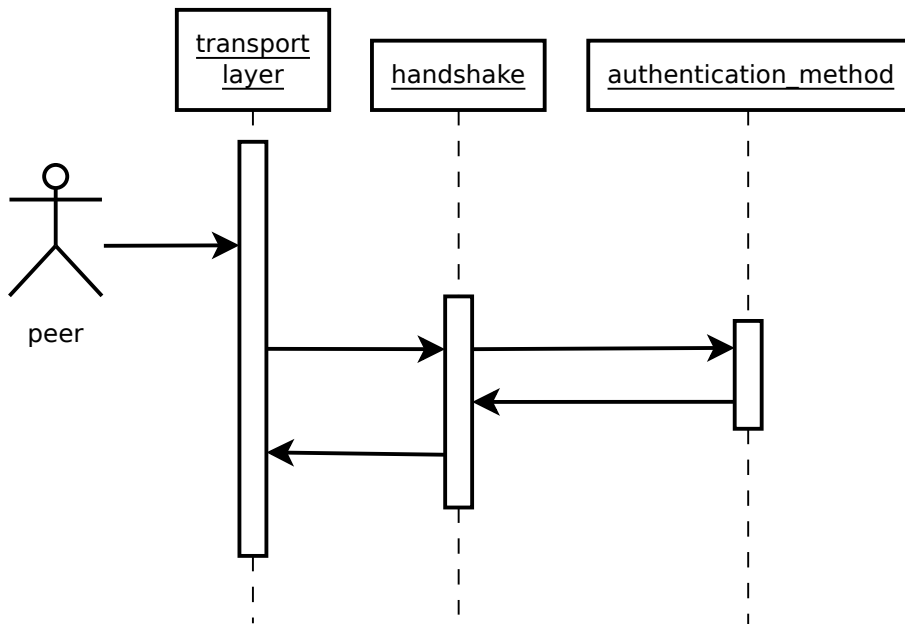 transport
layer
handshake
authentication_method
peer